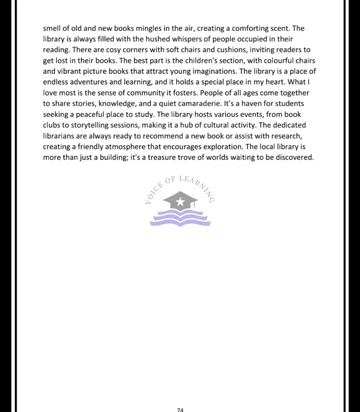 smell of old and new books mingles in the air, creating a comforting scent. The
library is always filled with the hushed whispers of people occupied in their
reading. There are cosy corners with soft chairs and cushions, inviting readers to
get lost in their books. The best part is the children's section, with colourful chairs
and vibrant picture books that attract young imaginations. The library is a place of
endless adventures and learning, and it holds a special place in my heart. What I
love most is the sense of community it fosters. People of all ages come together
to share stories, knowledge, and a quiet camaraderie. It's a haven for students
seeking a peaceful place to study. The library hosts various events, from book
clubs to storytelling sessions, making it a hub of cultural activity. The dedicated
librarians are always ready to recommend a new book or assist with research,
creating a friendly atmosphere that encourages exploration. The local library is
more than just a building; it's a treasure trove of worlds waiting to be discovered.
VOICE OF LEARNING
74